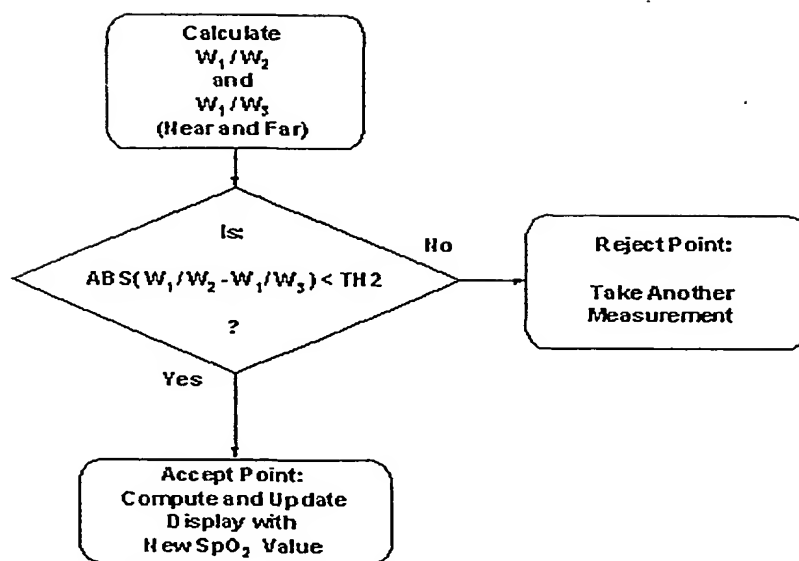 Calculate
W₁/W₂
and
W₁/W₃
(Near and Far)
Is:
ABS(W₁/W₂-W₁/W₃)< TH2
?
No
Reject Point:
Take Another
Measurement
Yes
Accept Point:
Compute and Update
Display with
New SpO₂ Value